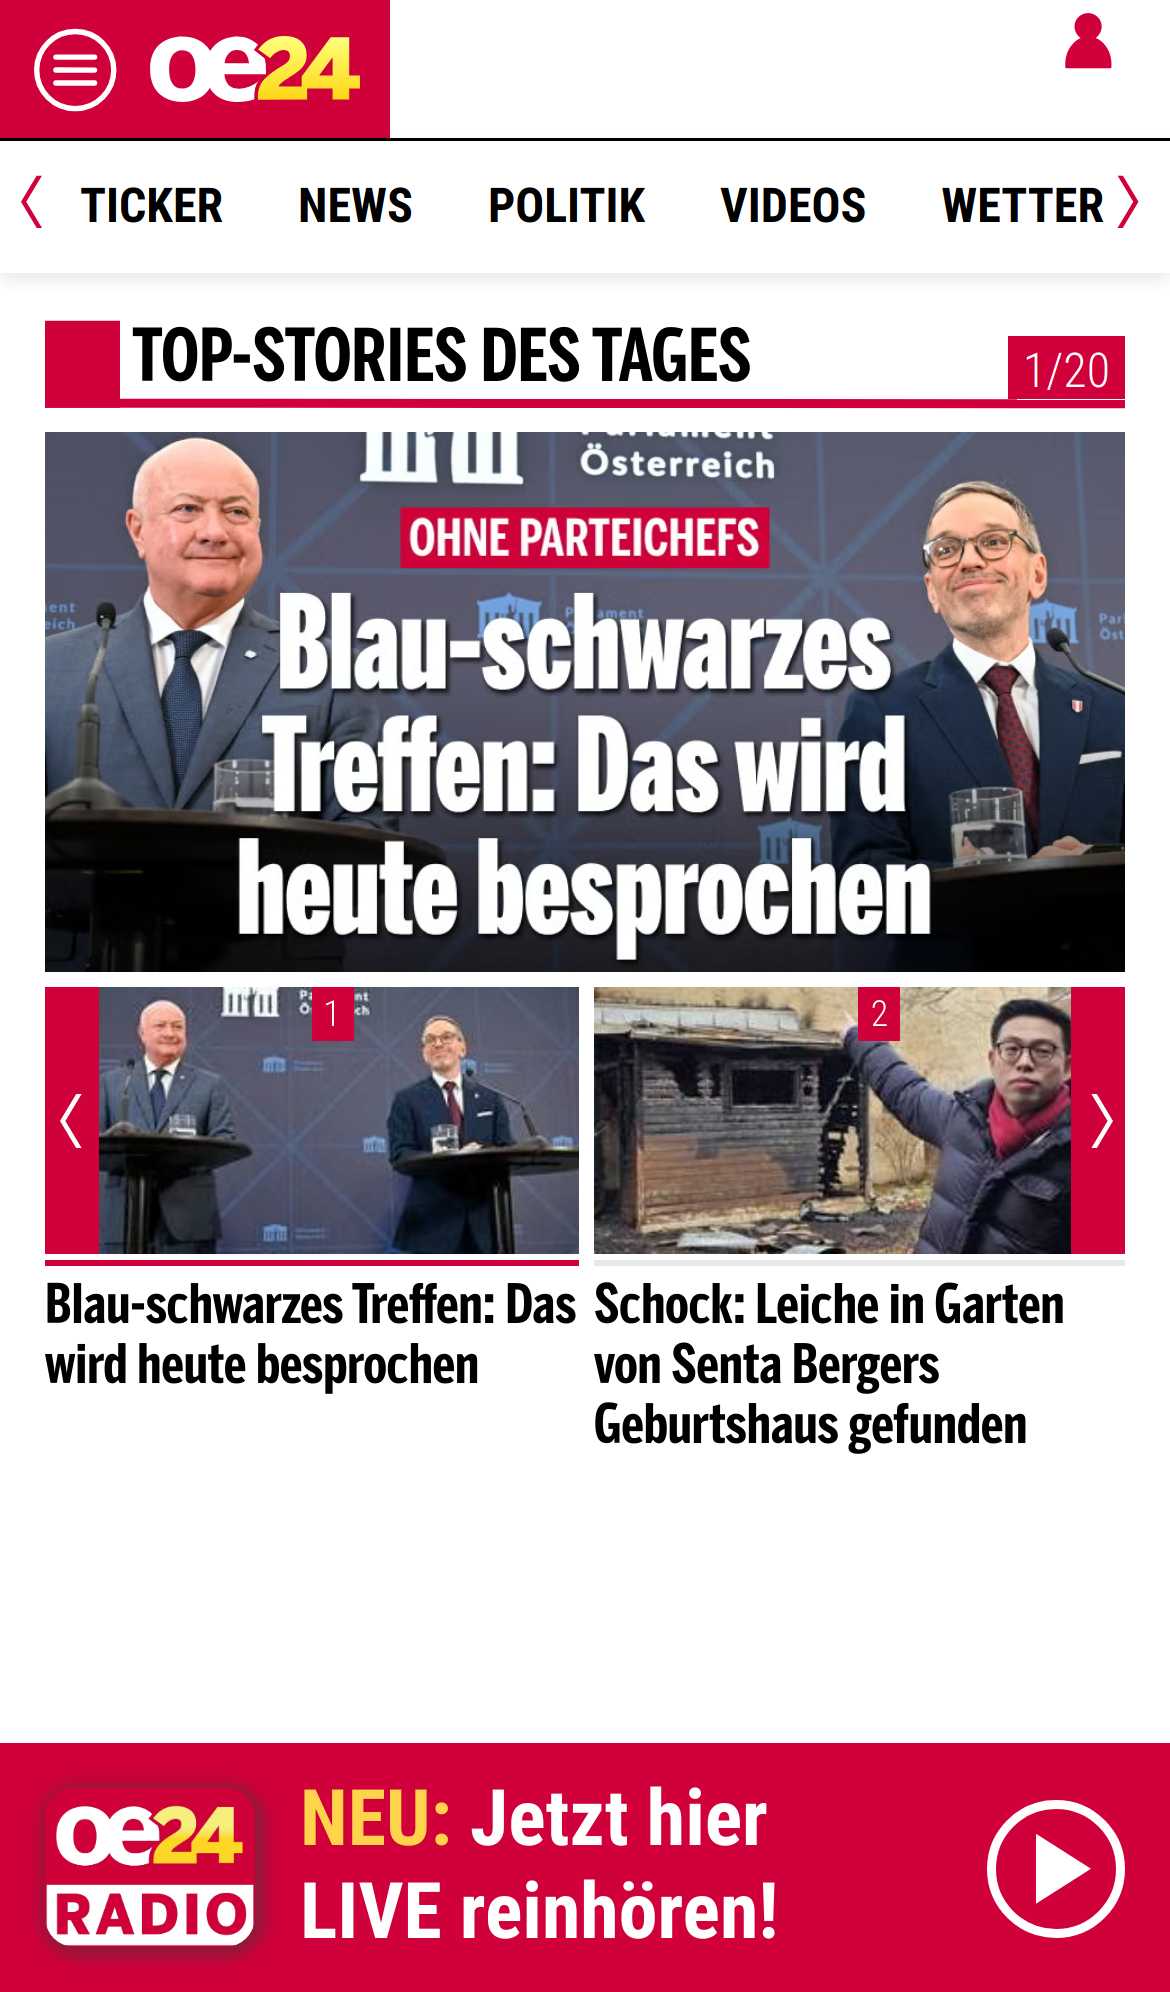 oe24
TICKER NEWS POLITIK VIDEOS WETTER
TOP-STORIES DES TAGES
1/20
Parlament
Österreich
OHNE PARTEICHEFS
Blau-schwarzes
Treffen: Das wird
heute besprochen
1
2
Blau-schwarzes Treffen: Das
wird heute besprochen
Schock: Leiche in Garten
von Senta Bergers
Geburtshaus gefunden
oe24
RADIO
NEU: Jetzt hier
LIVE reinhören!